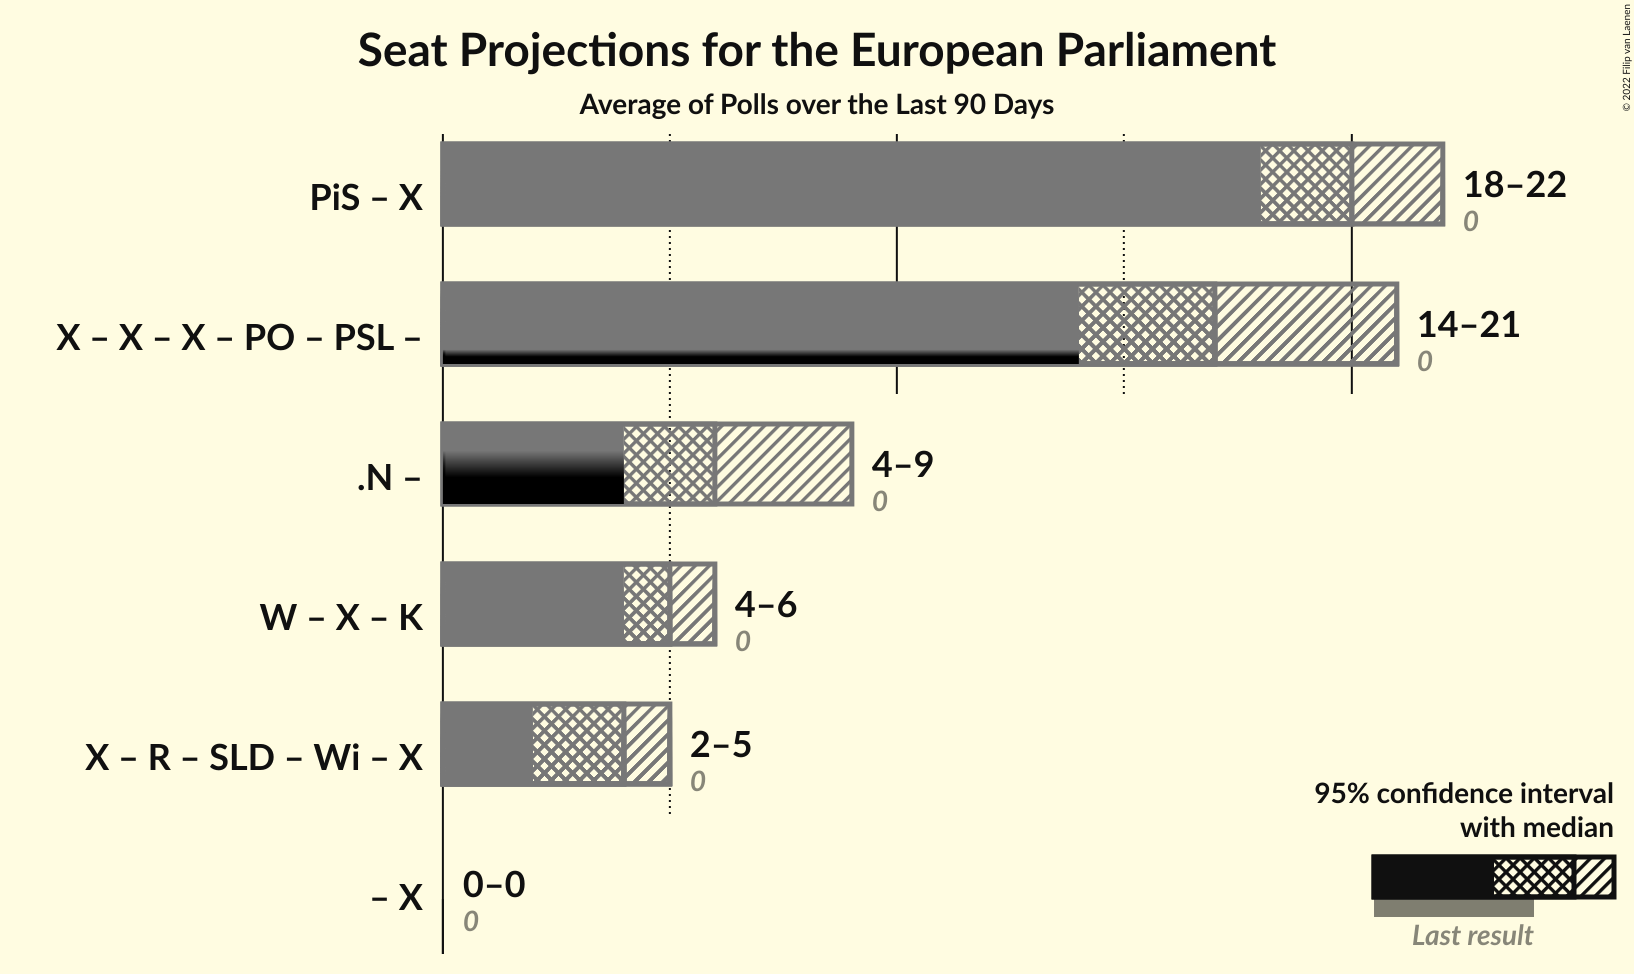 Seat Projections for the European Parliament
Average of Polls over the Last 90 Days
© 2022 Filip van Laenen
PiS – X
18–22
0
X – X – X – PO – PSL –
14–21
0
.N –
4–9
0
W – X – K
4–6
0
X – R – SLD – Wi – X
2–5
0
– X
0–0
0
95% confidence interval
with median
Last result